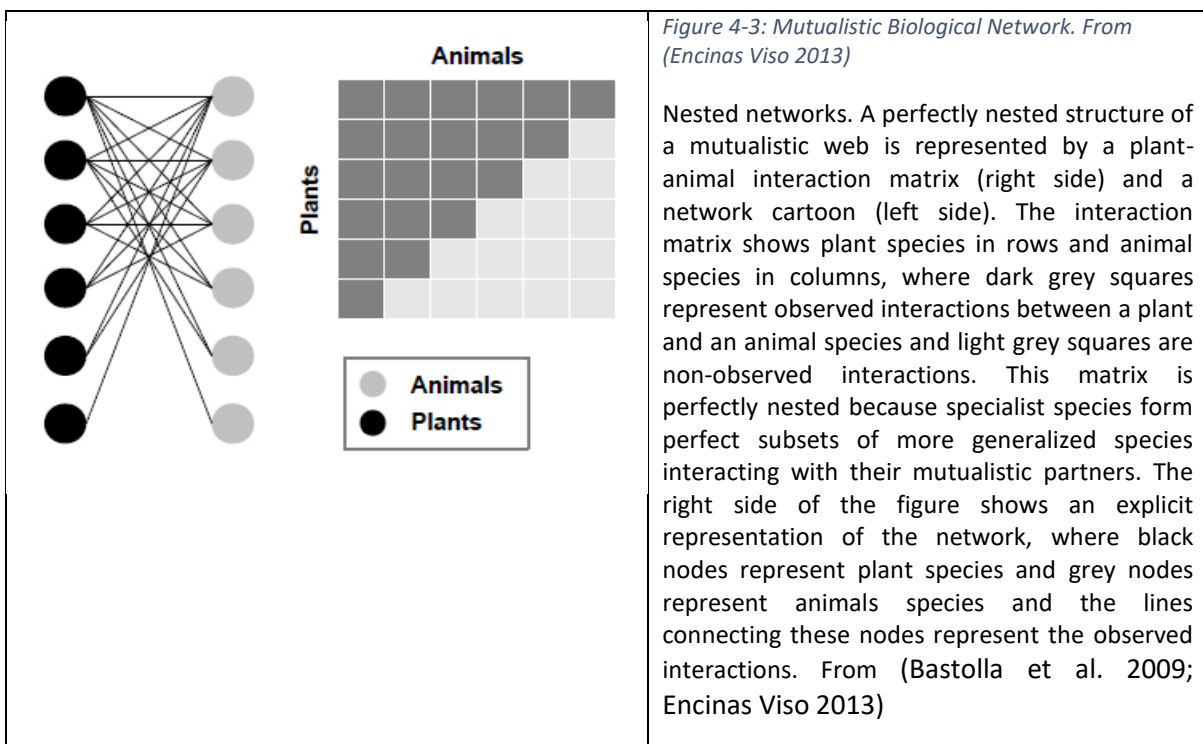 Animals
Plants
Animals
Plants
Figure 4-3: Mutualistic Biological Network. From
(Encinas Viso 2013)
Nested networks. A perfectly nested structure of
a mutualistic web is represented by a plant-
animal interaction matrix (right side) and a
network cartoon (left side). The interaction
matrix shows plant species in rows and animal
species in columns, where dark grey squares
represent observed interactions between a plant
and an animal species and light grey squares are
non-observed interactions. This matrix is
perfectly nested because specialist species form
perfect subsets of more generalized species
interacting with their mutualistic partners. The
right side of the figure shows an explicit
representation of the network, where black
nodes represent plant species and grey nodes
represent animals species and the lines
connecting these nodes represent the observed
interactions. From (Bastolla et al. 2009;
Encinas Viso 2013)